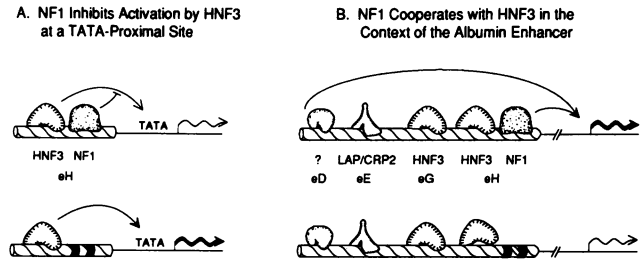 A. NF1 Inhibits Activation by HNF3
at a TATA-Proximal Site
B. NF1 Cooperates with HNF3 in the
Context of the Albumin Enhancer
TATA
HNF3 NF1
eH
TATA
? LAP/CRP2 HNF3 HNF3 NF1
eD eE eG eH